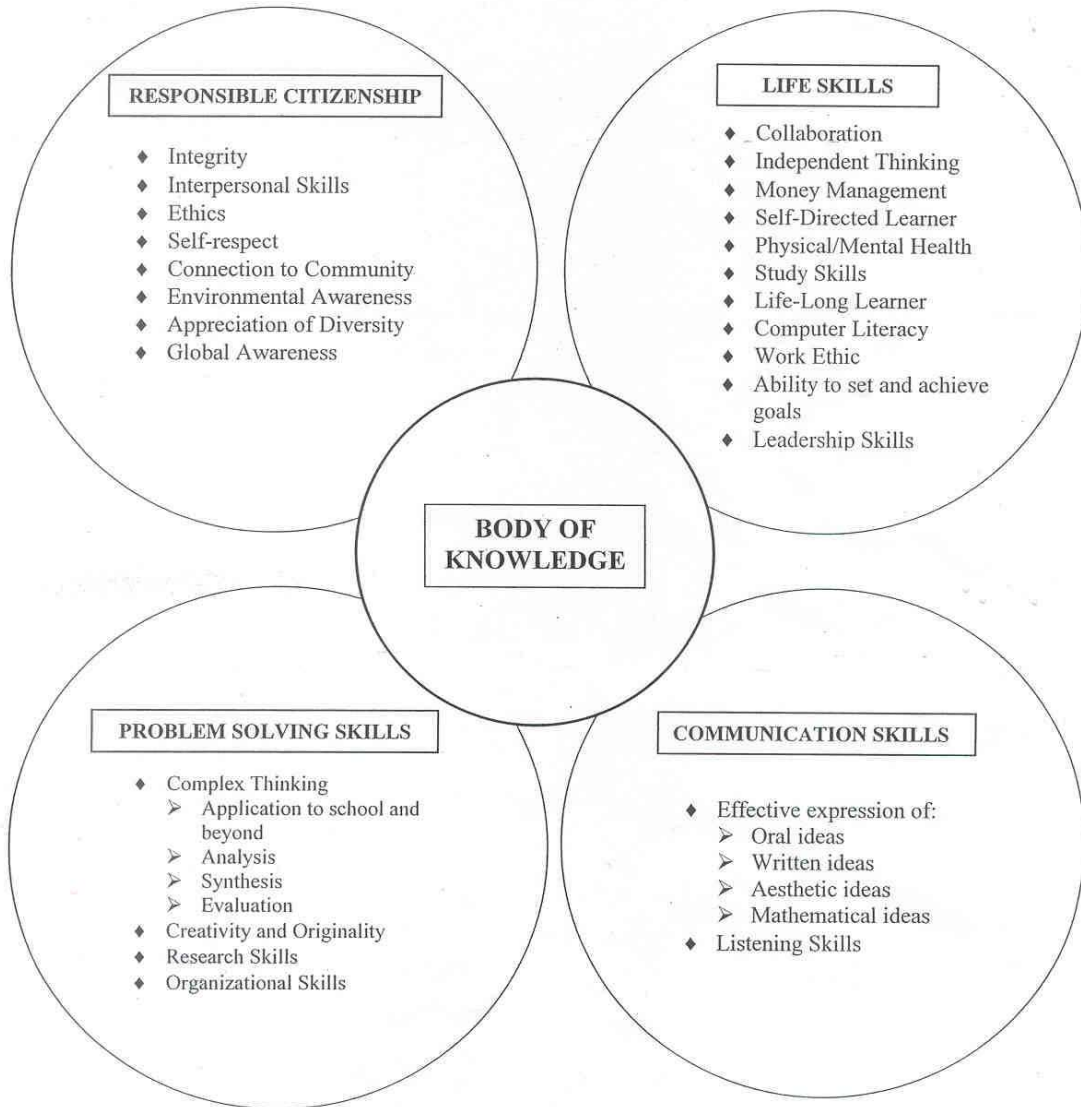 RESPONSIBLE CITIZENSHIP
♦ Integrity
♦ Interpersonal Skills
♦ Ethics
♦ Self-respect
♦ Connection to Community
♦ Environmental Awareness
♦ Appreciation of Diversity
♦ Global Awareness
LIFE SKILLS
♦ Collaboration
♦ Independent Thinking
♦ Money Management
♦ Self-Directed Learner
♦ Physical/Mental Health
♦ Study Skills
♦ Life-Long Learner
♦ Computer Literacy
♦ Work Ethic
♦ Ability to set and achieve
goals
♦ Leadership Skills
BODY OF
KNOWLEDGE
PROBLEM SOLVING SKILLS
♦ Complex Thinking
➢ Application to school and
beyond
➢ Analysis
➢ Synthesis
➢ Evaluation
♦ Creativity and Originality
♦ Research Skills
♦ Organizational Skills
COMMUNICATION SKILLS
♦ Effective expression of:
➢ Oral ideas
➢ Written ideas
➢ Aesthetic ideas
➢ Mathematical ideas
♦ Listening Skills